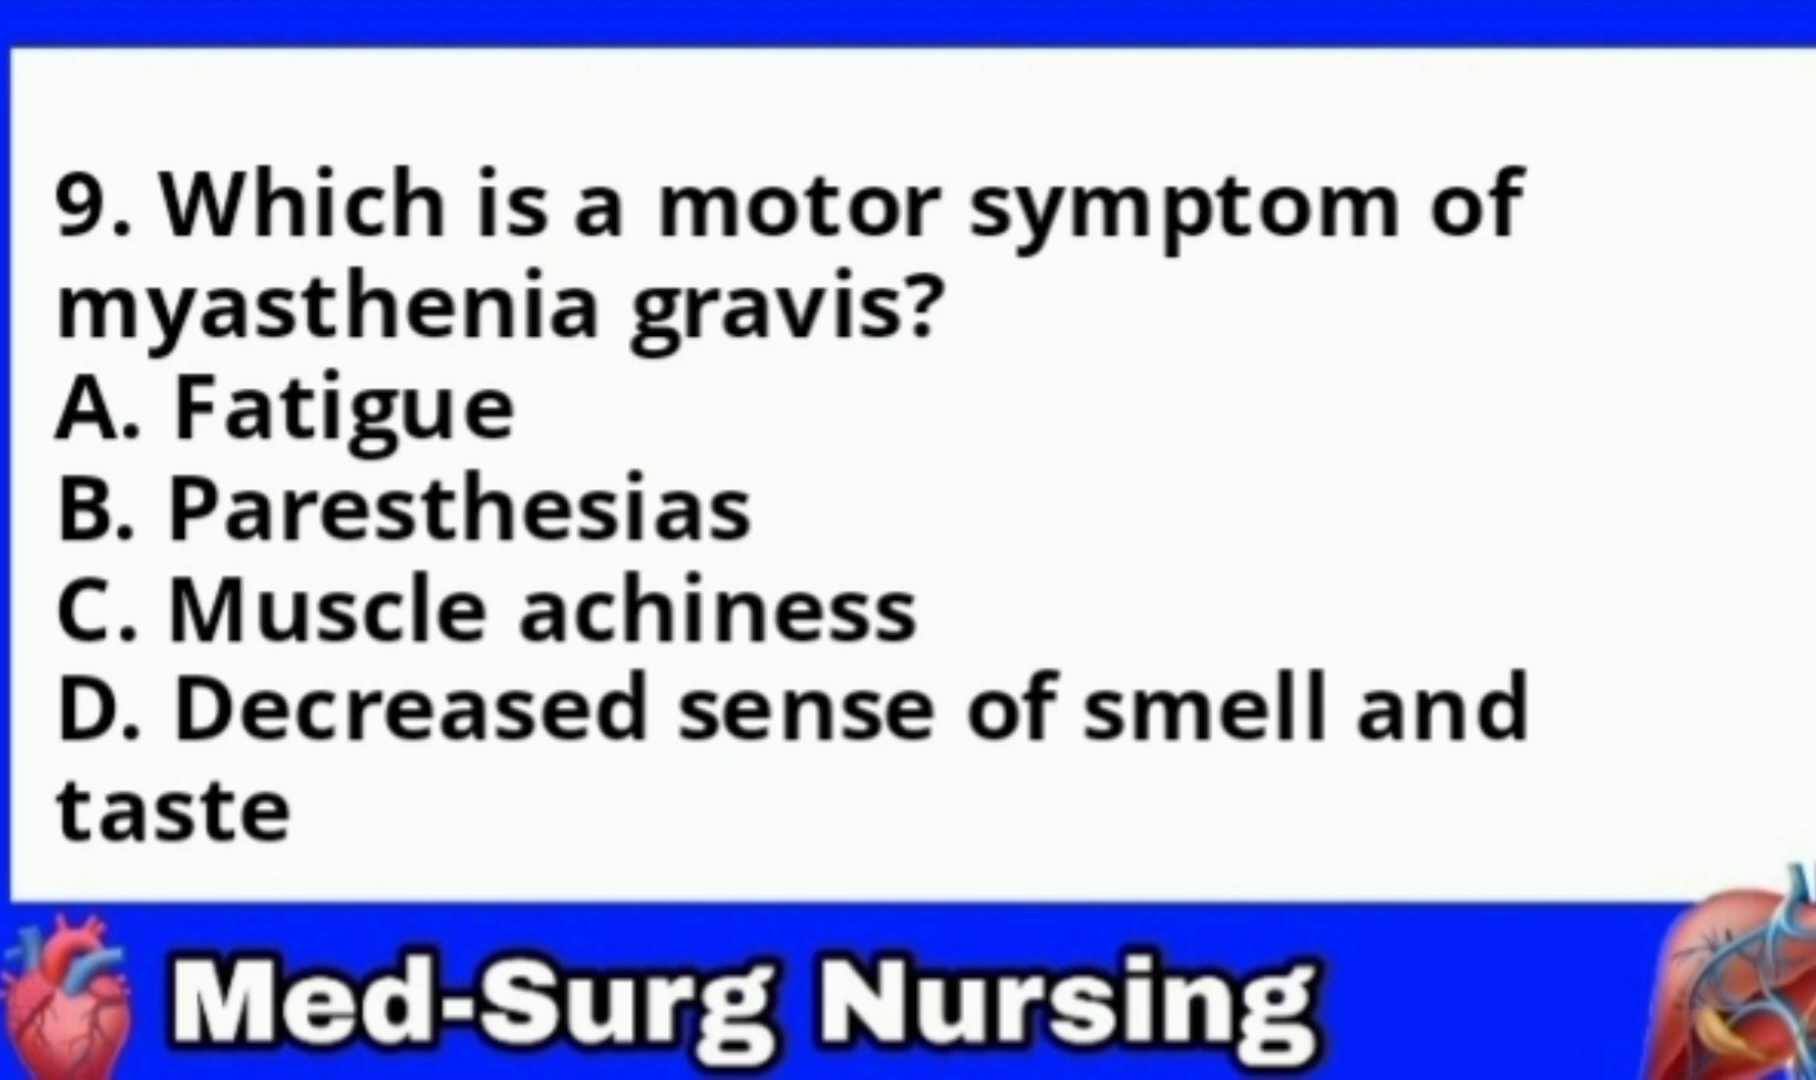 9. Which is a motor symptom of
myasthenia gravis?
A. Fatigue
B. Paresthesias
C. Muscle achiness
D. Decreased sense of smell and
taste
Med-Surg Nursing